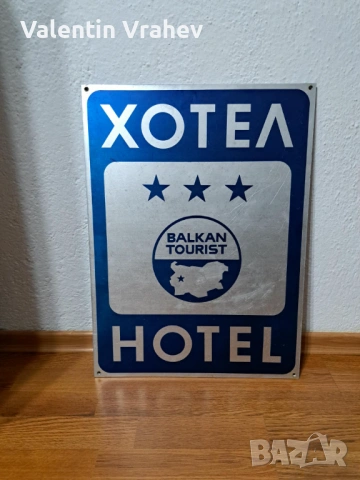 Valentin Vrahev
ХОТЕЛ
BALKAN
TOURIST
HOTEL
BAZAR